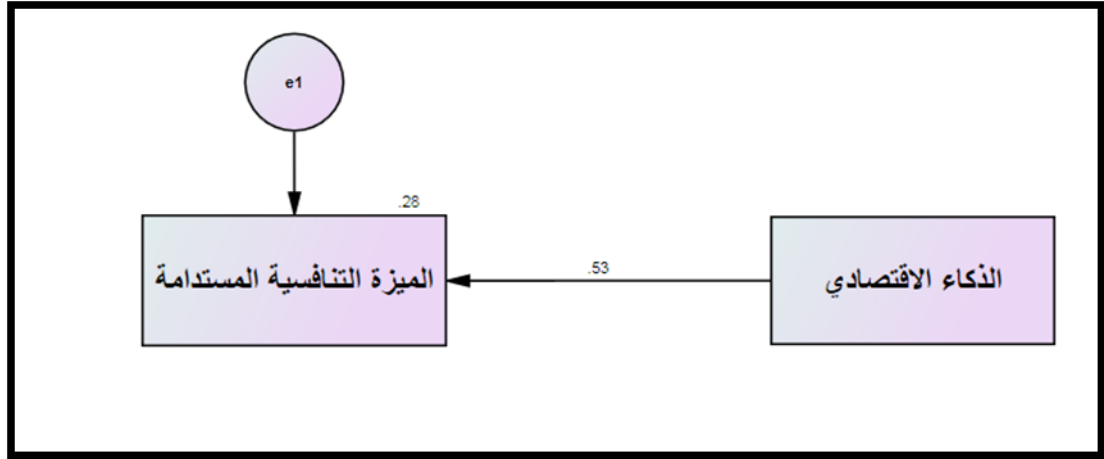 e1
.28
الميزة التنافسية المستدامة
.53
الذكاء الاقتصادي